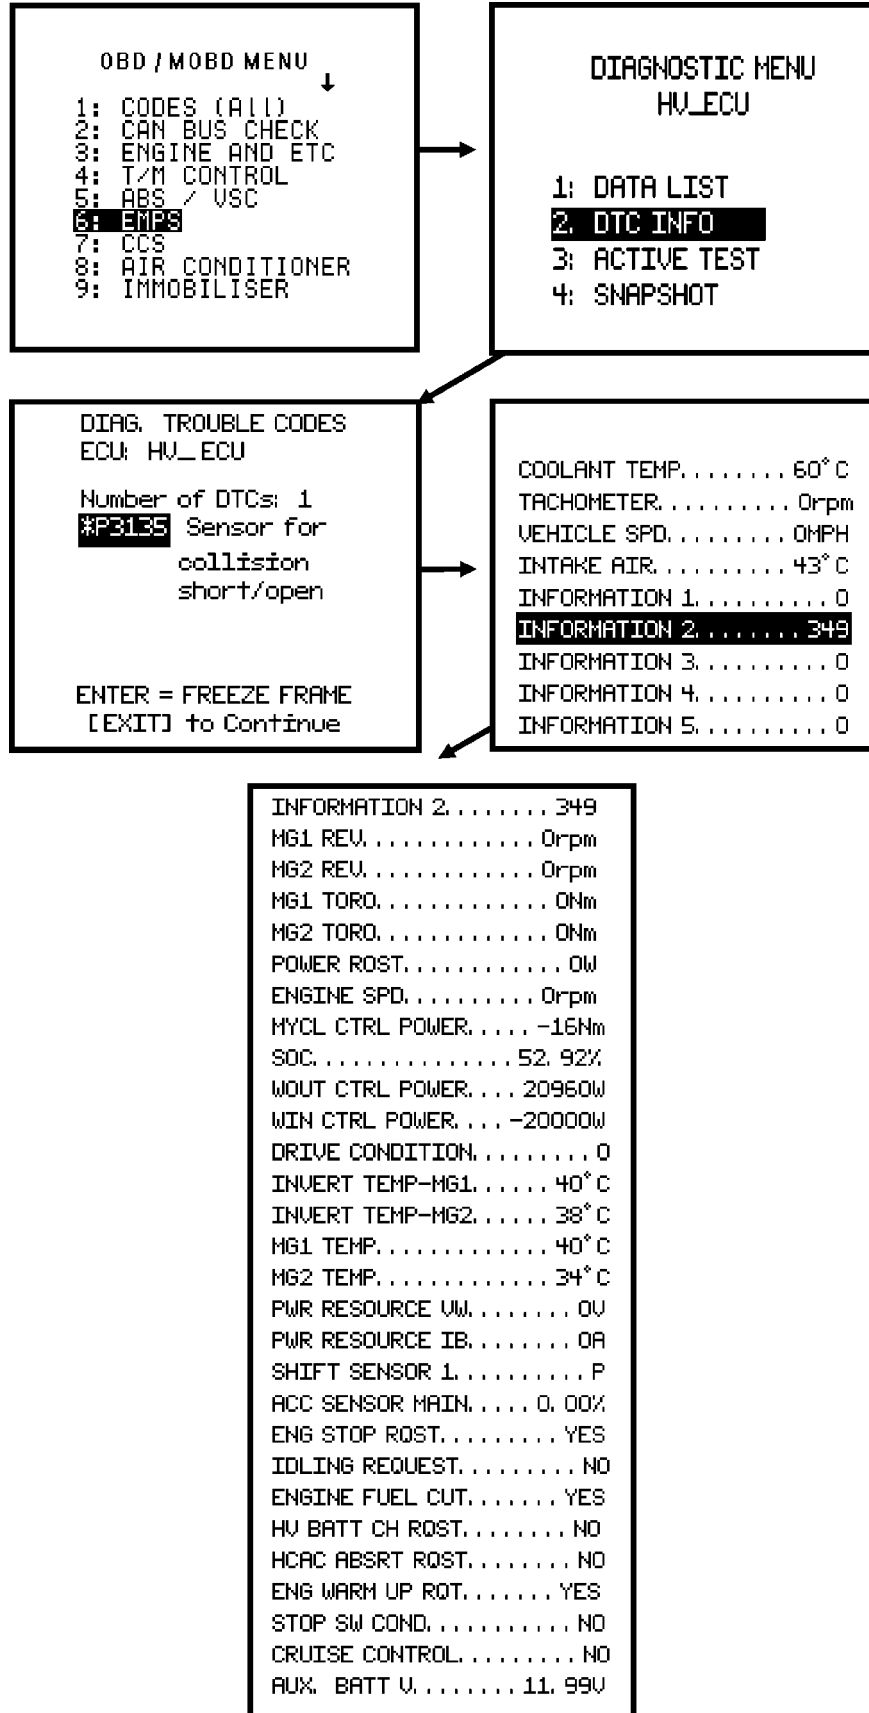 OBD / MOBD MENU
↓
1: CODES (All)
2: CAN BUS CHECK
3: ENGINE AND ETC
4: T/M CONTROL
5: ABS / VSC
6: EMPS
7: CCS
8: AIR CONDITIONER
9: IMMOBILISER
DIAGNOSTIC MENU
HV_ECU
1: DATA LIST
2. DTC INFO
3: ACTIVE TEST
4: SNAPSHOT
DIAG. TROUBLE CODES
ECU: HV_ECU
Number of DTCs: 1
*P3135 Sensor for
collision
short/open
ENTER = FREEZE FRAME
[EXIT] to Continue
COOLANT TEMP........60°C
TACHOMETER..........0rpm
VEHICLE SPD.........0MPH
INTAKE AIR..........43°C
INFORMATION 1..........0
INFORMATION 2........349
INFORMATION 3..........0
INFORMATION 4..........0
INFORMATION 5..........0
INFORMATION 2........349
MG1 REV.............0rpm
MG2 REV.............0rpm
MG1 TORO.............0Nm
MG2 TORO.............0Nm
POWER ROST............0W
ENGINE SPD..........0rpm
MYCL CTRL POWER.....-16Nm
SOC...............52.92%
WOUT CTRL POWER....20960W
WIN CTRL POWER....-20000W
DRIVE CONDITION.........0
INVERT TEMP-MG1......40°C
INVERT TEMP-MG2......38°C
MG1 TEMP.............40°C
MG2 TEMP.............34°C
PWR RESOURCE VW........0V
PWR RESOURCE IB........0A
SHIFT SENSOR 1..........P
ACC SENSOR MAIN.....0.00%
ENG STOP RQST.........YES
IDLING REQUEST.........NO
ENGINE FUEL CUT.......YES
HV BATT CH RQST........NO
HCAC ABSRT RQST........NO
ENG WARM UP RQT.......YES
STOP SW COND...........NO
CRUISE CONTROL.........NO
AUX. BATT V........11.99V